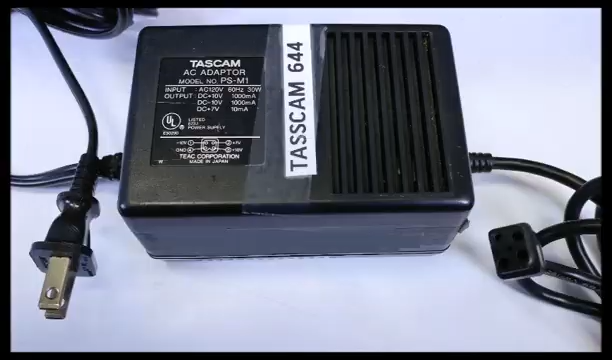 TASCAM
AC ADAPTOR
MODEL NO. PS-M1
INPUT : AC120V 60Hz 30W
OUTPUT : DC+10V 1000mA
DC-10V 1000mA
DC+7V 10mA
UL
LISTED
POWER SUPPLY
TEAC CORPORATION
MADE IN JAPAN
TASSCAM 644